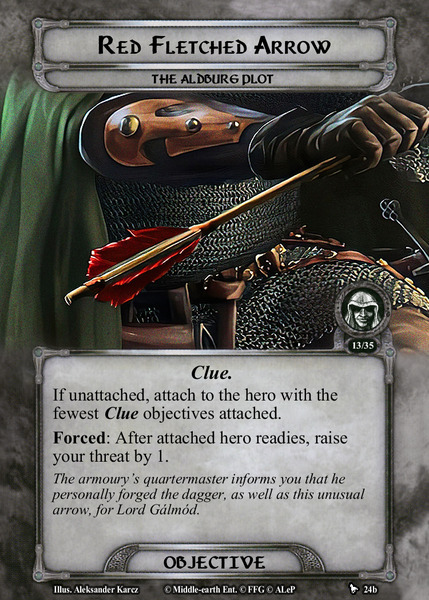 Red Fletched Arrow
The Aldburg Plot
13/35
Clue.
If unattached, attach to the hero with the
fewest Clue objectives attached.
Forced: After attached hero readies, raise
your threat by 1.
The armoury's quartermaster informs you that he
personally forged the dagger, as well as this unusual
arrow, for Lord Gálmód.
OBJECTIVE
Illus. Aleksander Karcz © Middle-earth Ent. © FFG © ALeP 24b